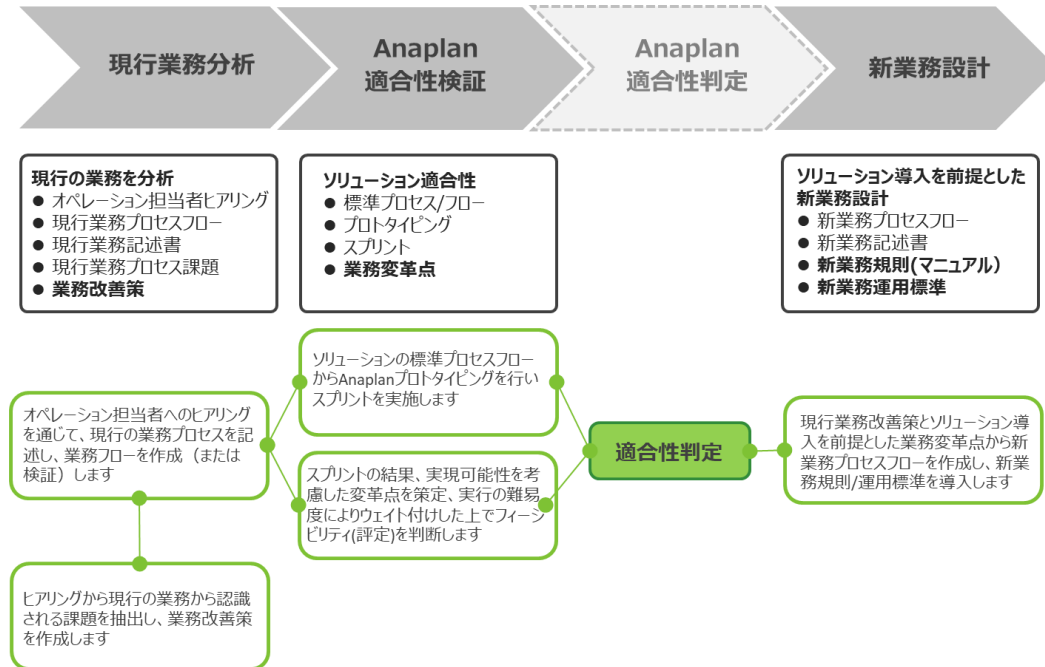 現行業務分析
Anaplan
適合性検証
Anaplan
適合性判定
新業務設計
現行の業務を分析
● オペレーション担当者ヒアリング
● 現行業務プロセスフロー
● 現行業務記述書
● 現行業務プロセス課題
● 業務改善策
ソリューション適合性
● 標準プロセス/フロー
● プロトタイピング
● スプリント
● 業務変革点
ソリューション導入を前提とした
新業務設計
● 新業務プロセスフロー
● 新業務記述書
● 新業務規則(マニュアル）
● 新業務運用標準
オペレーション担当者へのヒアリング
を通じて、現行の業務プロセスを記
述し、業務フローを作成（または
検証）します
ヒアリングから現行の業務から認識
される課題を抽出し、業務改善策
を作成します
ソリューションの標準プロセスフロー
からAnaplanプロトタイピングを行い
スプリントを実施します
スプリントの結果、実現可能性を考
慮した変革点を策定、実行の難易
度によりウェイト付けした上でフィージ
ビリティ(評定)を判断します
適合性判定
現行業務改善策とソリューション導
入を前提とした業務変革点から新
業務プロセスフローを作成し、新業
務規則/運用標準を導入します